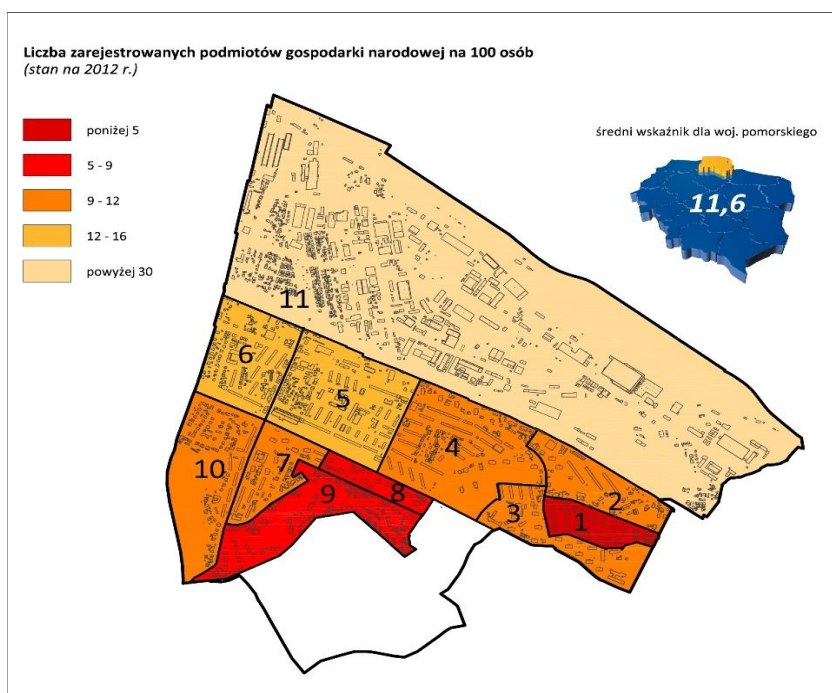 Liczba zarejestrowanych podmiotów gospodarki narodowej na 100 osób
(stan na 2012 r.)
poniżej 5
5 - 9
9 - 12
12 - 16
powyżej 30
średni wskaźnik dla woj. pomorskiego
11,6
11
6
5
4
10
7
9
8
2
3
1